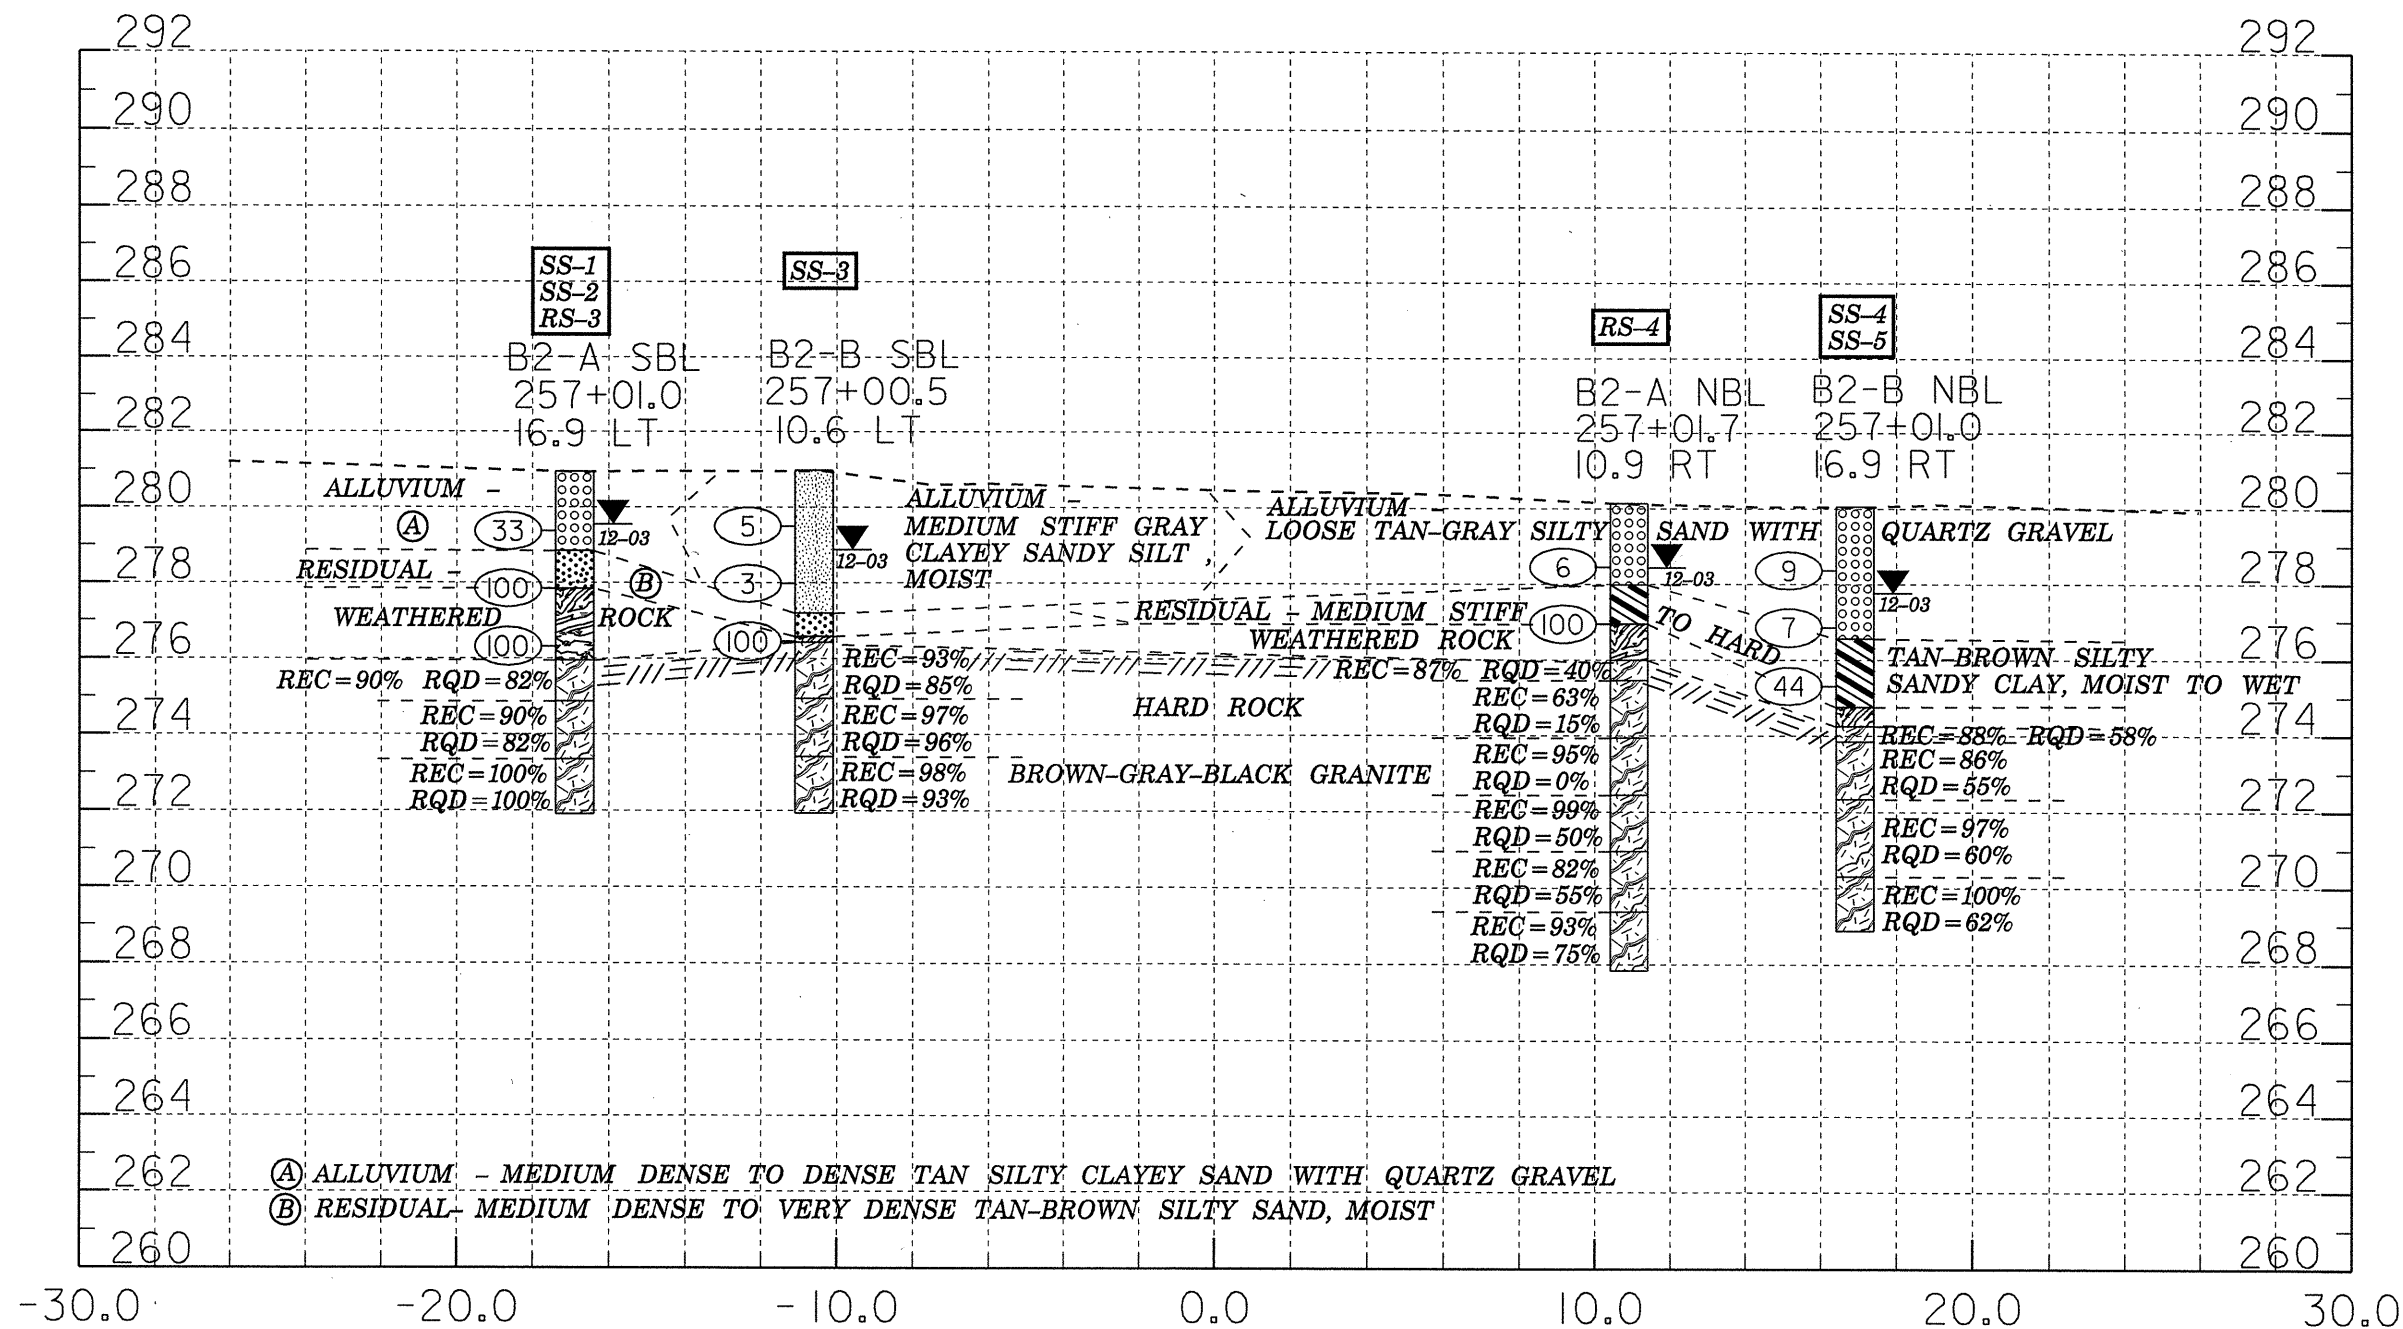 292 292
290 290
288 288
286 286
284 284
282 282
280 280
278 278
276 276
274 274
272 272
270 270
268 268
266 266
264 264
262 262
260 260
SS-1
SS-2
RS-3
B2-A SBL
257+01.0
16.9 LT
SS-3
B2-B SBL
257+00.5
10.6 LT
RS-4
B2-A NBL
257+01.7
10.9 RT
SS-4
SS-5
B2-B NBL
257+01.0
16.9 RT
ALLUVIUM -
A
33
12-03
RESIDUAL -
100
B
WEATHERED ROCK
100
REC=90% RQD=82%
REC=90%
RQD=82%
REC=100%
RQD=100%
5
12-03
3
100
ALLUVIUM -
MEDIUM STIFF GRAY
CLAYEY SANDY SILT,
MOIST
REC=93%
RQD=85%
REC=97%
RQD=96%
REC=98%
RQD=93%
ALLUVIUM -
LOOSE TAN-GRAY SILTY SAND WITH QUARTZ GRAVEL
6
12-03
100
RESIDUAL - MEDIUM STIFF TO HARD
WEATHERED ROCK
HARD ROCK
BROWN-GRAY-BLACK GRANITE
REC=87% RQD=40%
REC=63%
RQD=15%
REC=95%
RQD=0%
REC=99%
RQD=50%
REC=82%
RQD=55%
REC=93%
RQD=75%
9
12-03
7
44
TAN-BROWN SILTY
SANDY CLAY, MOIST TO WET
REC=88% RQD=58%
REC=86%
RQD=55%
REC=97%
RQD=60%
REC=100%
RQD=62%
A ALLUVIUM - MEDIUM DENSE TO DENSE TAN SILTY CLAYEY SAND WITH QUARTZ GRAVEL
B RESIDUAL- MEDIUM DENSE TO VERY DENSE TAN-BROWN SILTY SAND, MOIST
-30.0 -20.0 -10.0 0.0 10.0 20.0 30.0